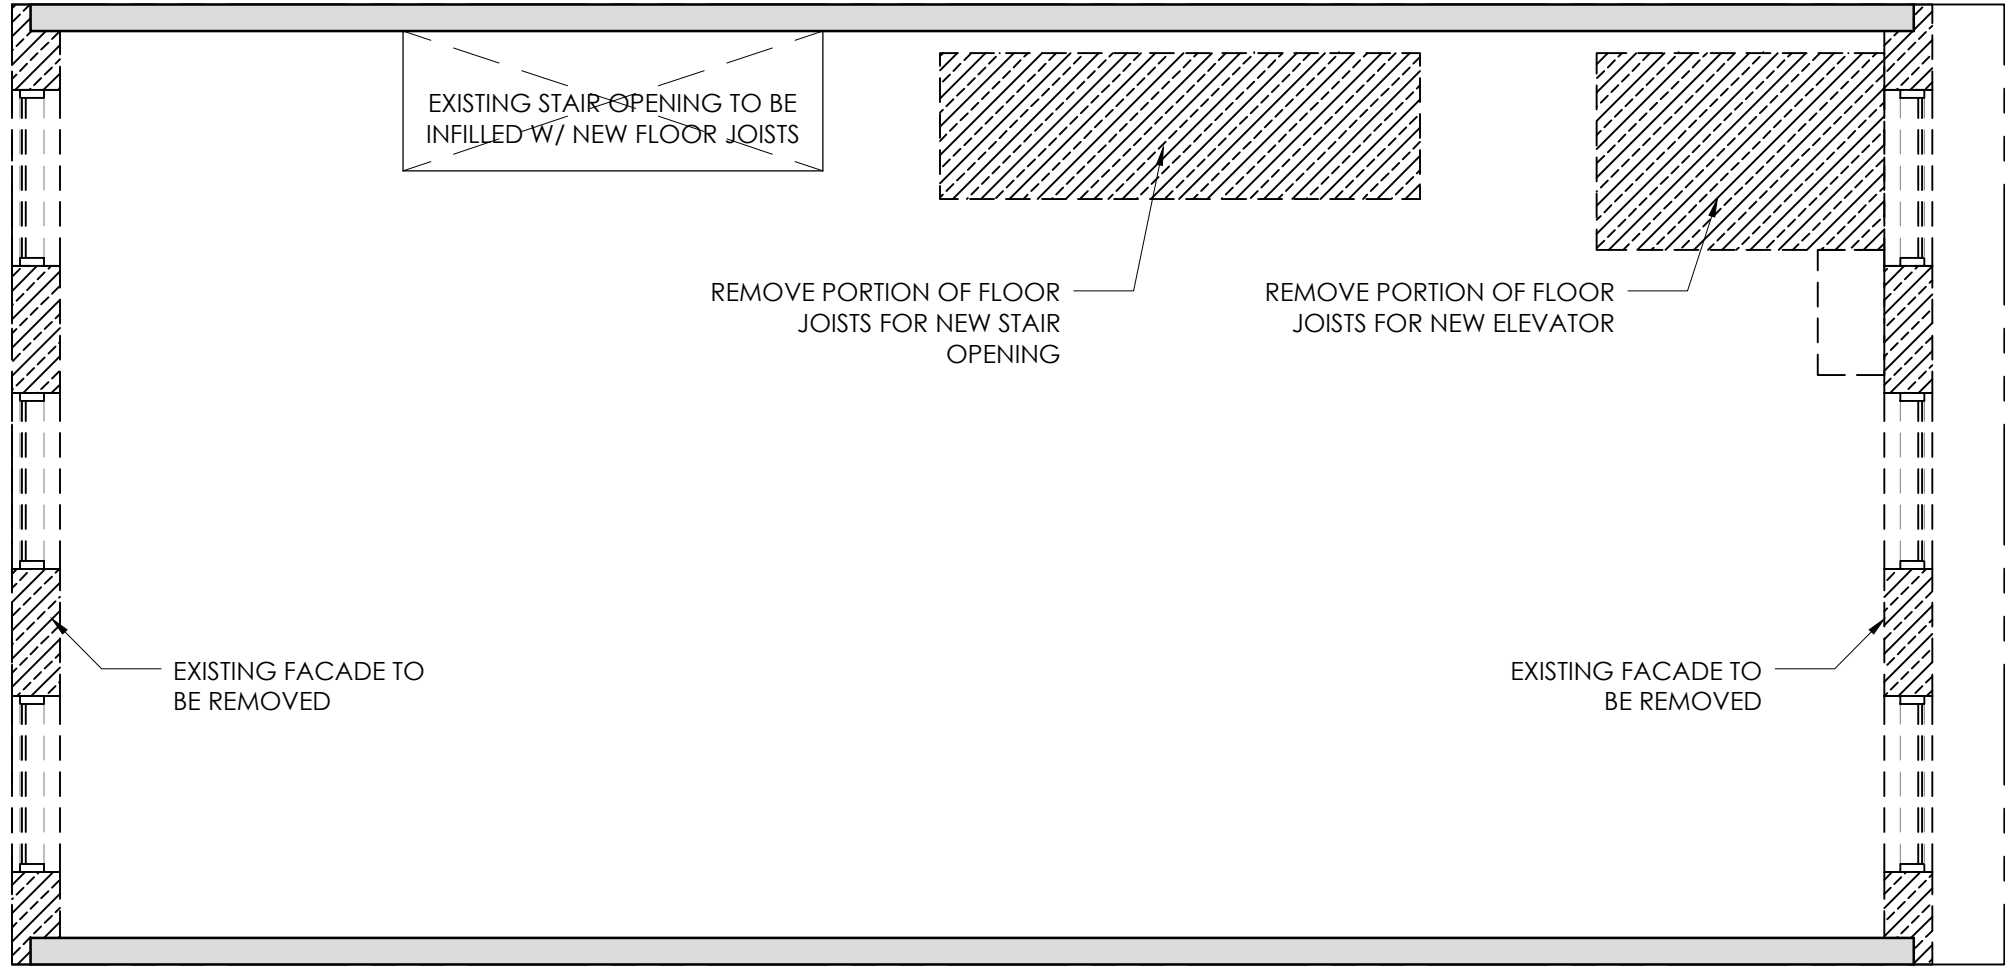 EXISTING STAIR OPENING TO BE
INFILLED W/ NEW FLOOR JOISTS
REMOVE PORTION OF FLOOR
JOISTS FOR NEW STAIR
OPENING
REMOVE PORTION OF FLOOR
JOISTS FOR NEW ELEVATOR
EXISTING FACADE TO
BE REMOVED
EXISTING FACADE TO
BE REMOVED